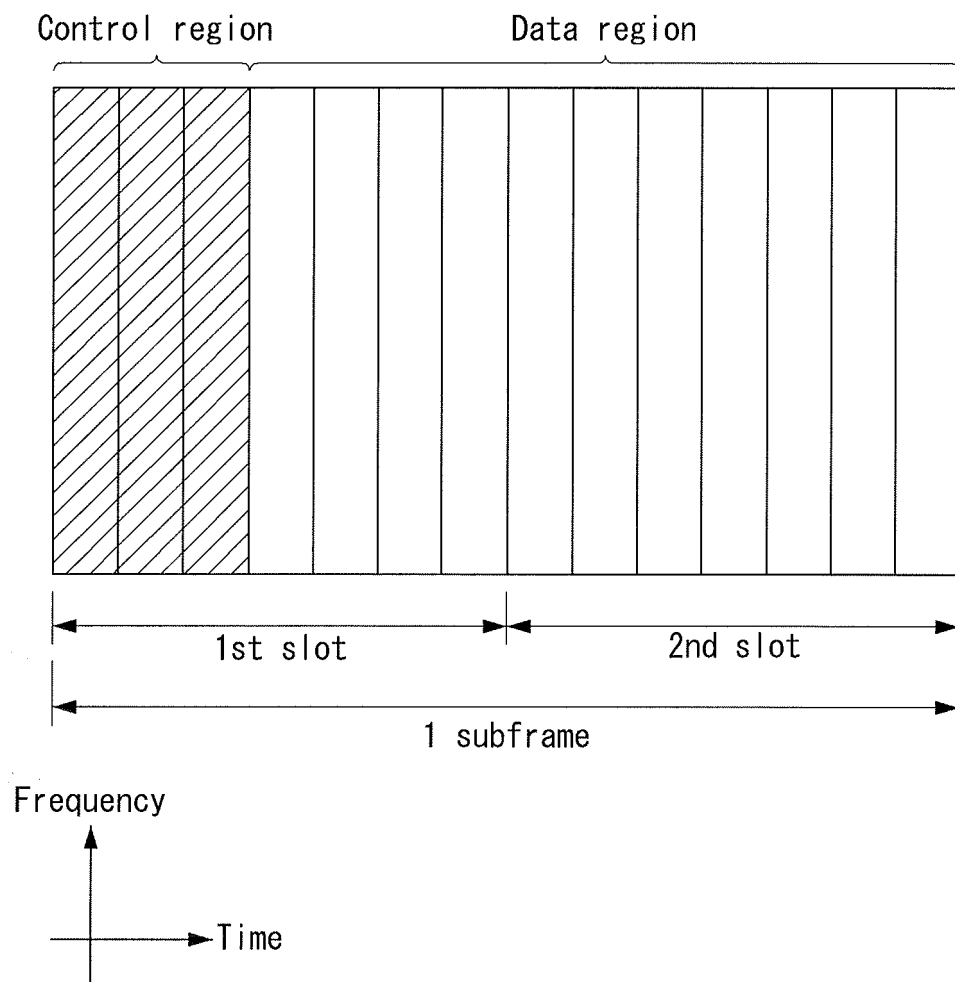 Control region
Data region
1st slot
2nd slot
1 subframe
Frequency
Time